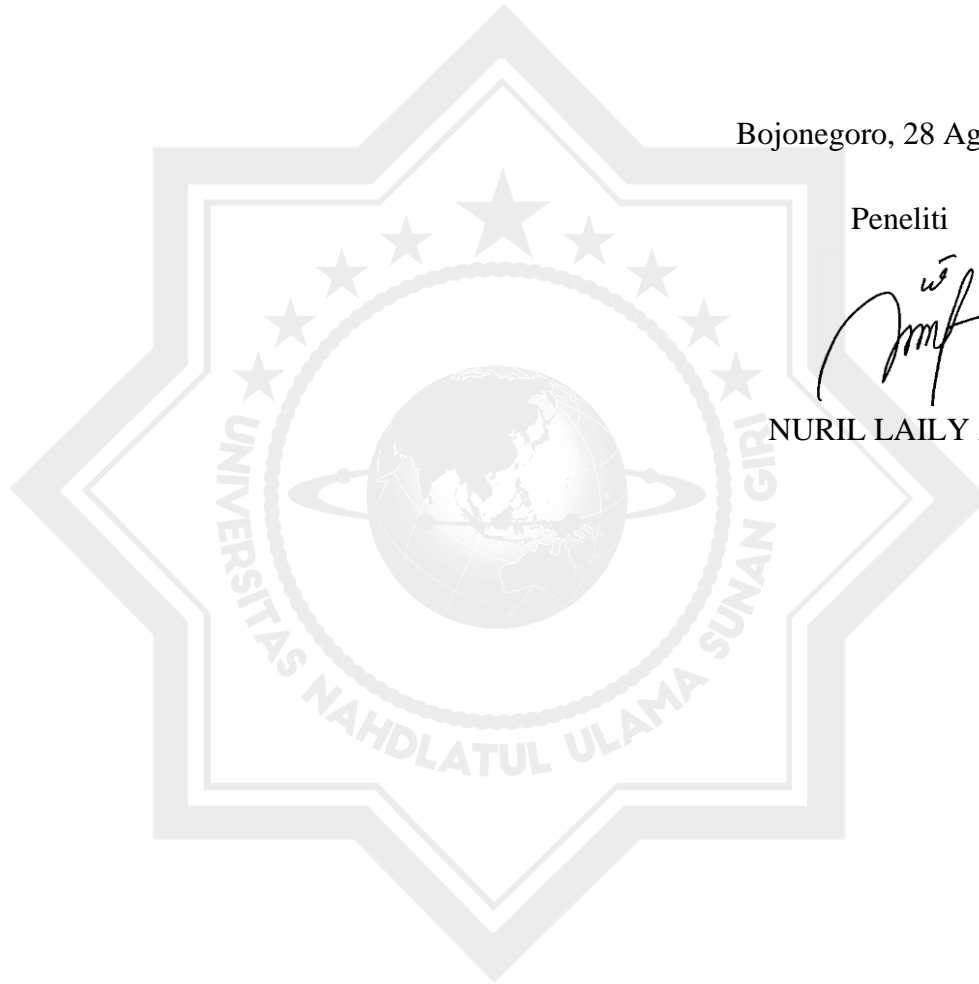 Bojonegoro, 28 Ag
Peneliti
NURIL LAILY
UNIVERSITAS NAHDLATUL ULAMA SUNAN GIRI